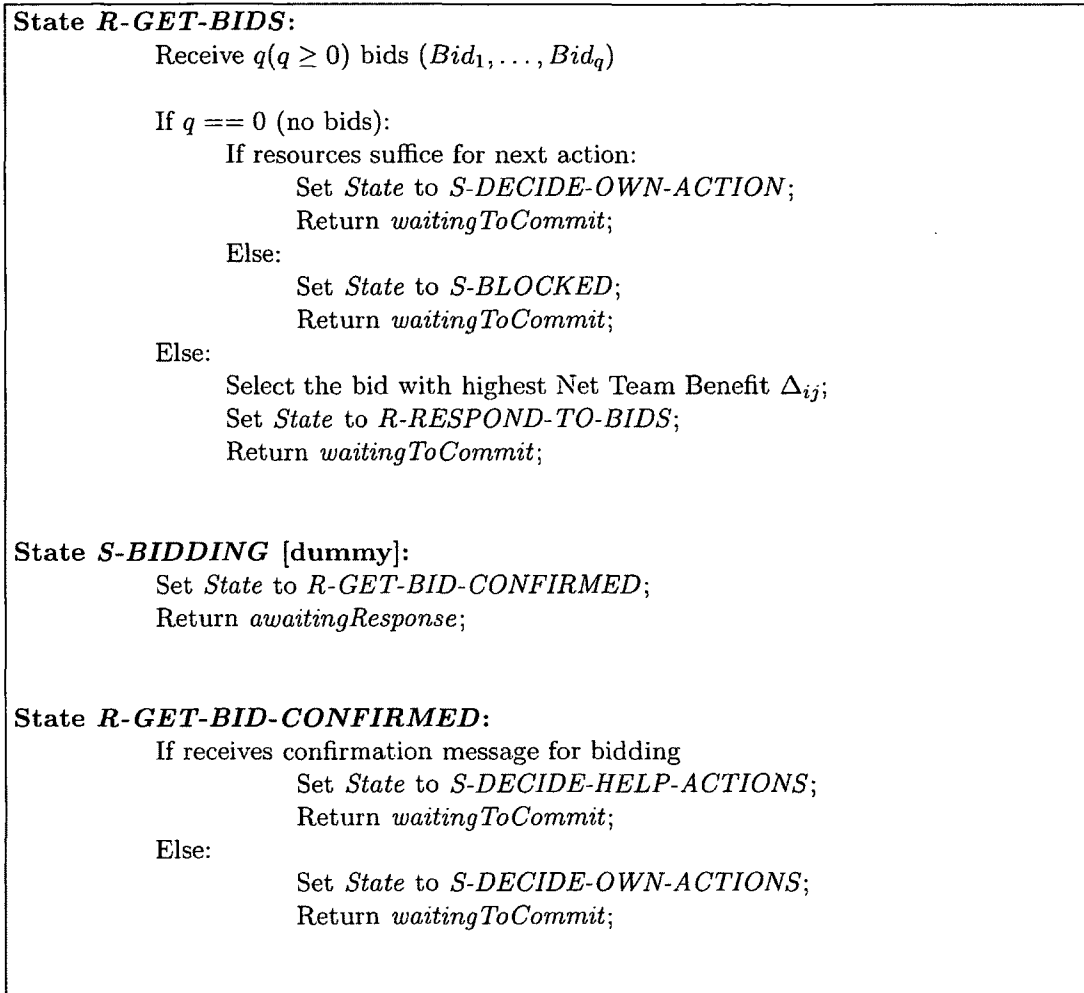 State R-GET-BIDS:
Receive q(q ≥ 0) bids (Bid₁, . . . , Bid_q)
If q == 0 (no bids):
If resources suffice for next action:
Set State to S-DECIDE-OWN-ACTION;
Return waitingToCommit;
Else:
Set State to S-BLOCKED;
Return waitingToCommit;
Else:
Select the bid with highest Net Team Benefit Δ_ij;
Set State to R-RESPOND-TO-BIDS;
Return waitingToCommit;
State S-BIDDING [dummy]:
Set State to R-GET-BID-CONFIRMED;
Return awaitingResponse;
State R-GET-BID-CONFIRMED:
If receives confirmation message for bidding
Set State to S-DECIDE-HELP-ACTIONS;
Return waitingToCommit;
Else:
Set State to S-DECIDE-OWN-ACTIONS;
Return waitingToCommit;